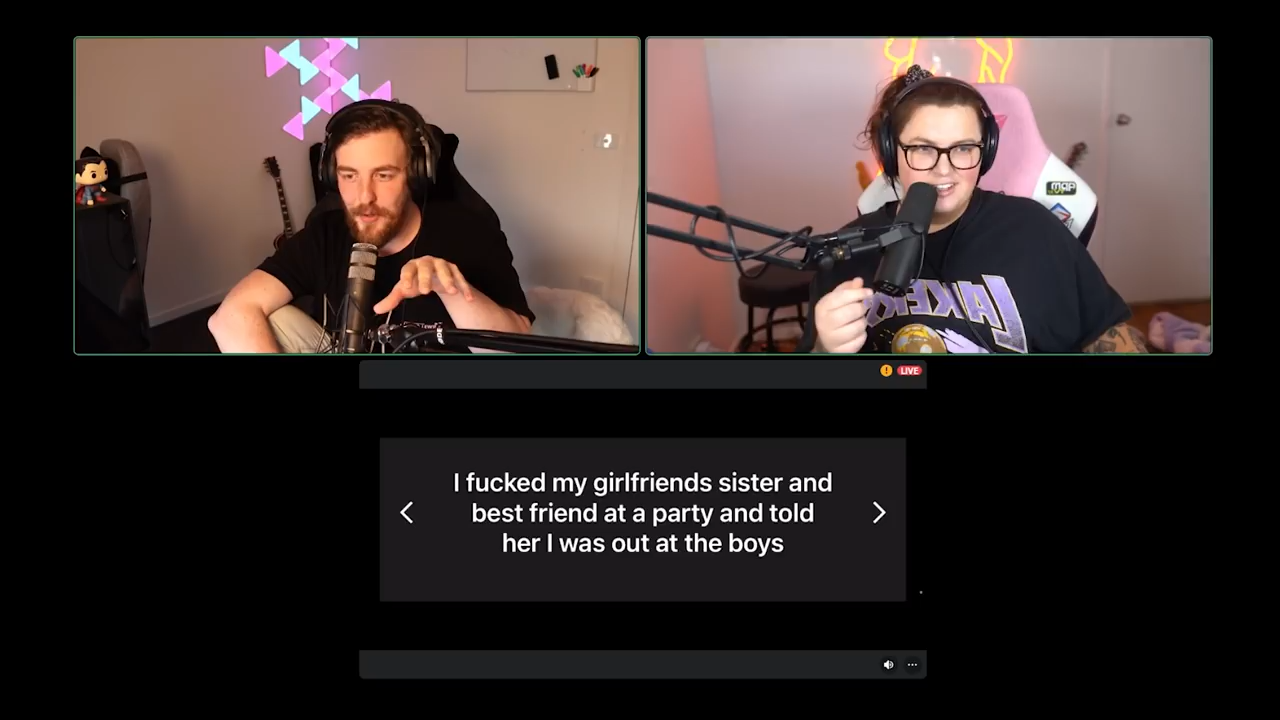 map
LAKERS
LIVE
I fucked my girlfriends sister and
best friend at a party and told
her I was out at the boys